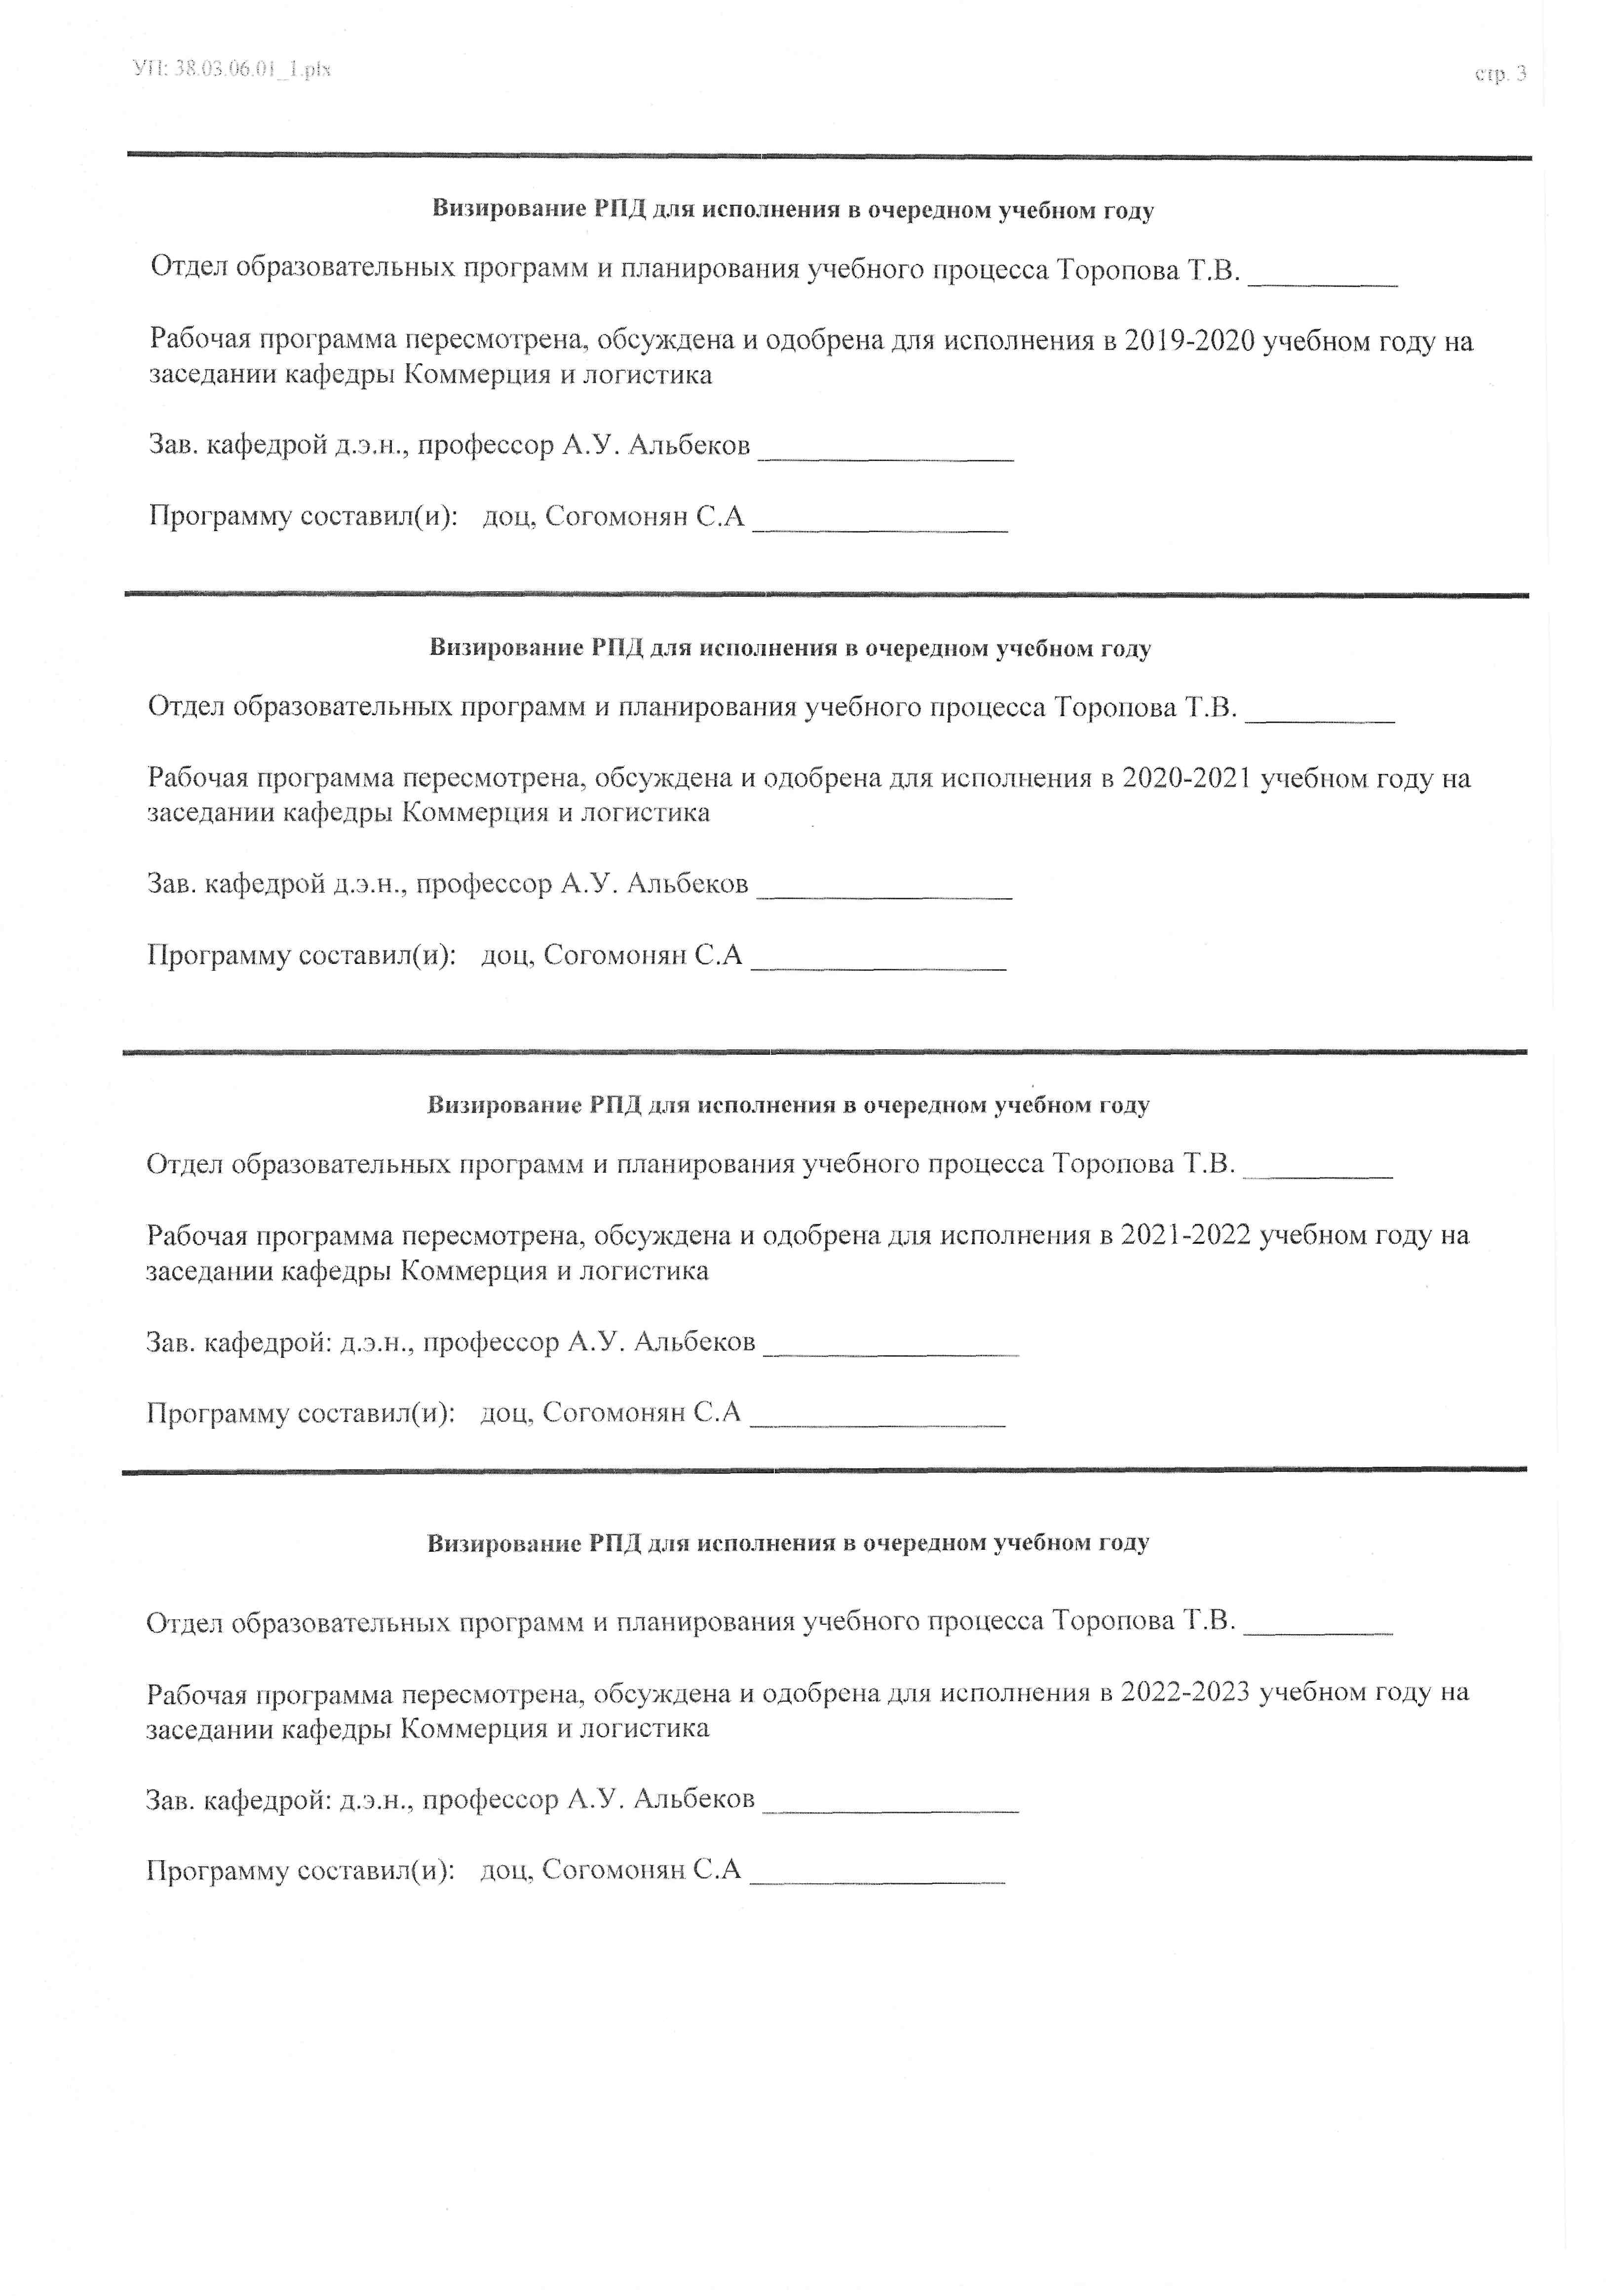 УП: 38.03.06.01_1.plx
стр. 3
Визирование РПД для исполнения в очередном учебном году
Отдел образовательных программ и планирования учебного процесса Торопова Т.В. __________
Рабочая программа пересмотрена, обсуждена и одобрена для исполнения в 2019-2020 учебном году на
заседании кафедры Коммерция и логистика
Зав. кафедрой д.э.н., профессор А.У. Альбеков _________________
Программу составил(и): доц, Согомонян С.А _________________
Визирование РПД для исполнения в очередном учебном году
Отдел образовательных программ и планирования учебного процесса Торопова Т.В. __________
Рабочая программа пересмотрена, обсуждена и одобрена для исполнения в 2020-2021 учебном году на
заседании кафедры Коммерция и логистика
Зав. кафедрой д.э.н., профессор А.У. Альбеков _________________
Программу составил(и): доц, Согомонян С.А _________________
Визирование РПД для исполнения в очередном учебном году
Отдел образовательных программ и планирования учебного процесса Торопова Т.В. __________
Рабочая программа пересмотрена, обсуждена и одобрена для исполнения в 2021-2022 учебном году на
заседании кафедры Коммерция и логистика
Зав. кафедрой: д.э.н., профессор А.У. Альбеков _________________
Программу составил(и): доц, Согомонян С.А _________________
Визирование РПД для исполнения в очередном учебном году
Отдел образовательных программ и планирования учебного процесса Торопова Т.В. __________
Рабочая программа пересмотрена, обсуждена и одобрена для исполнения в 2022-2023 учебном году на
заседании кафедры Коммерция и логистика
Зав. кафедрой: д.э.н., профессор А.У. Альбеков _________________
Программу составил(и): доц, Согомонян С.А _________________